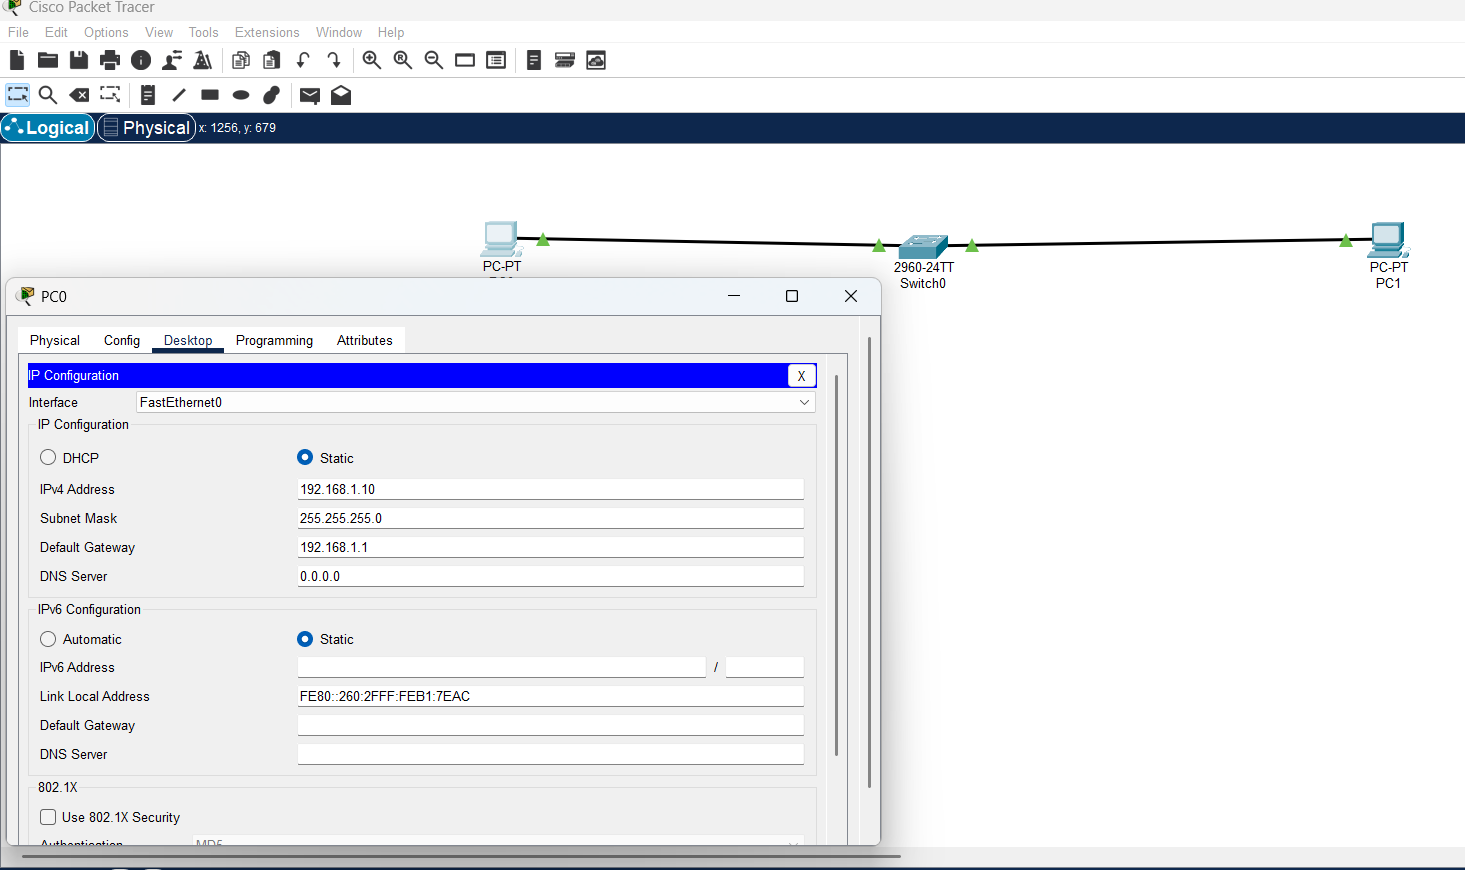 Cisco Packet Tracer
File Edit Options View Tools Extensions Window Help
Logical Physical x: 1256, y: 679
PC-PT
2960-24TT
Switch0
PC-PT
PC1
PC0
Physical Config Desktop Programming Attributes
IP Configuration X
Interface FastEthernet0
IP Configuration
DHCP Static
IPv4 Address 192.168.1.10
Subnet Mask 255.255.255.0
Default Gateway 192.168.1.1
DNS Server 0.0.0.0
IPv6 Configuration
Automatic Static
IPv6 Address /
Link Local Address FE80::260:2FFF:FEB1:7EAC
Default Gateway
DNS Server
802.1X
Use 802.1X Security
Authentication MD5